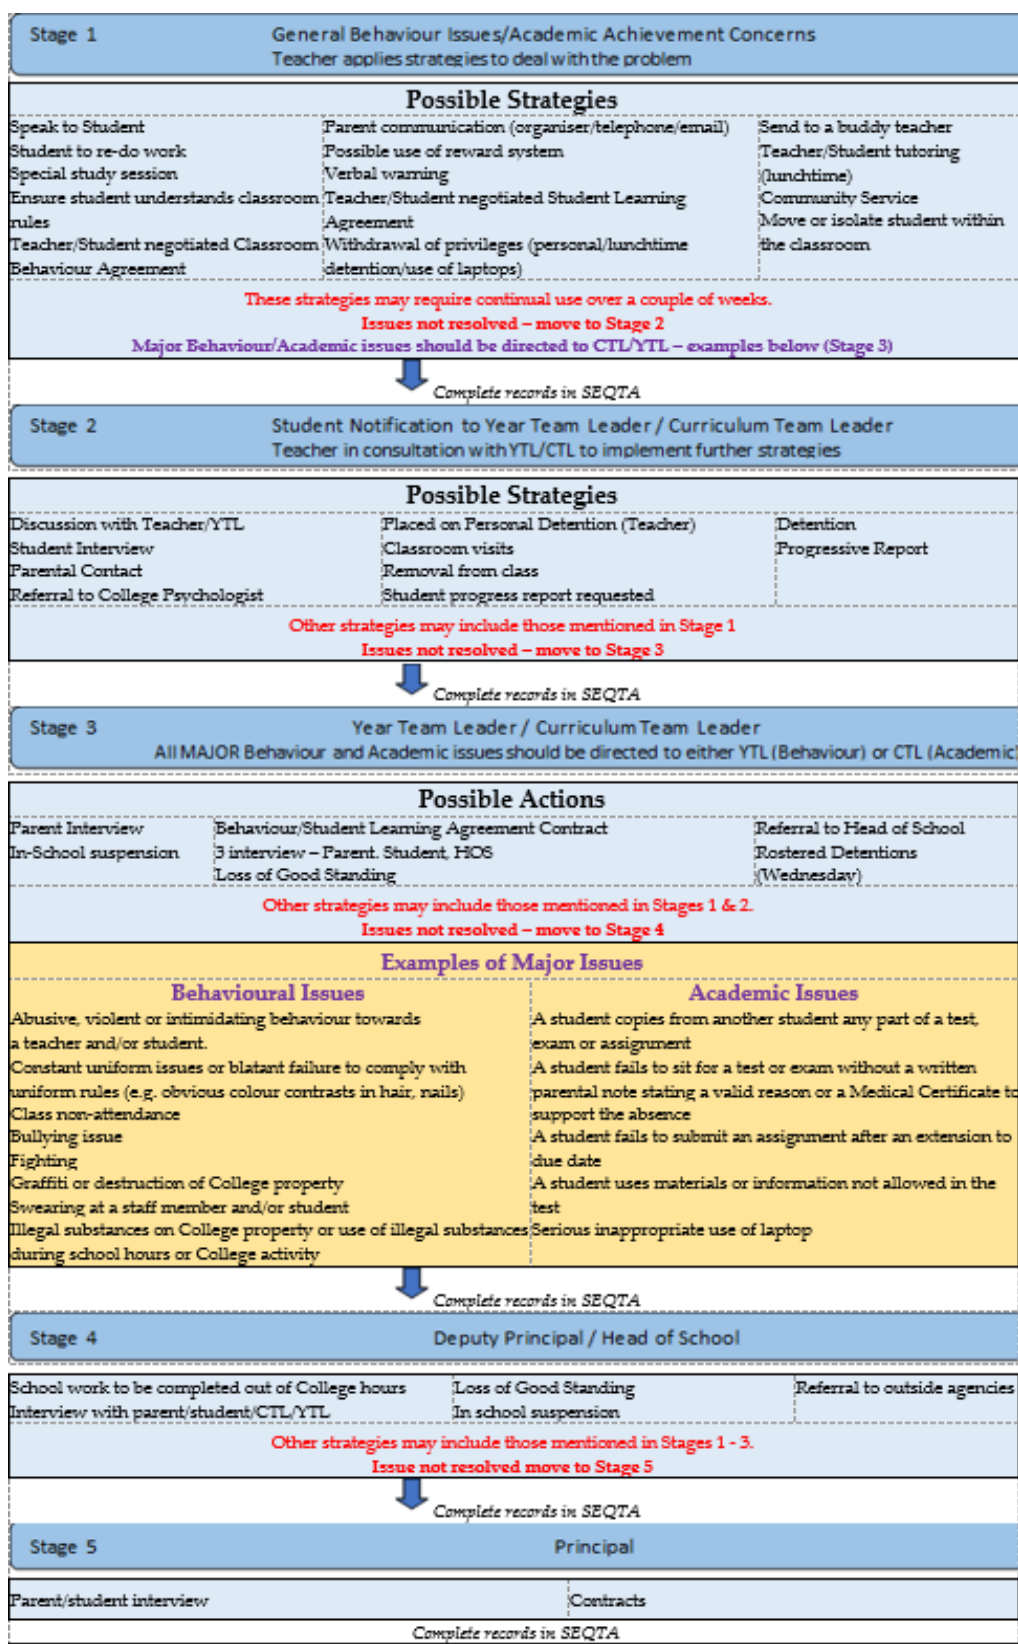 Stage 1
General Behaviour Issues/Academic Achievement Concerns
Teacher applies strategies to deal with the problem
Possible Strategies
Speak to Student
Student to re-do work
Special study session
Ensure student understands classroom
rules
Teacher/Student negotiated Classroom
Behaviour Agreement
Parent communication (organiser/telephone/email)
Possible use of reward system
Verbal warning
Teacher/Student negotiated Student Learning
Agreement
Withdrawal of privileges (personal/lunchtime
detention/use of laptops)
Send to a buddy teacher
Teacher/Student tutoring
(lunchtime)
Community Service
Move or isolate student within
the classroom
These strategies may require continual use over a couple of weeks.
Issues not resolved – move to Stage 2
Major Behaviour/Academic issues should be directed to CTL/YTL – examples below (Stage 3)
Complete records in SEQTA
Stage 2
Student Notification to Year Team Leader / Curriculum Team Leader
Teacher in consultation with YTL/CTL to implement further strategies
Possible Strategies
Discussion with Teacher/YTL
Student Interview
Parental Contact
Referral to College Psychologist
Placed on Personal Detention (Teacher)
Classroom visits
Removal from class
Student progress report requested
Detention
Progressive Report
Other strategies may include those mentioned in Stage 1
Issues not resolved – move to Stage 3
Complete records in SEQTA
Stage 3
Year Team Leader / Curriculum Team Leader
All MAJOR Behaviour and Academic issues should be directed to either YTL (Behaviour) or CTL (Academic)
Possible Actions
Parent Interview
In-School suspension
Behaviour/Student Learning Agreement Contract
3 interview – Parent. Student, HOS
Loss of Good Standing
Referral to Head of School
Rostered Detentions
(Wednesday)
Other strategies may include those mentioned in Stages 1 & 2.
Issues not resolved – move to Stage 4
Examples of Major Issues
Behavioural Issues
Abusive, violent or intimidating behaviour towards
a teacher and/or student.
Constant uniform issues or blatant failure to comply with
uniform rules (e.g. obvious colour contrasts in hair, nails)
Class non-attendance
Bullying issue
Fighting
Graffiti or destruction of College property
Swearing at a staff member and/or student
Illegal substances on College property or use of illegal substances
during school hours or College activity
Academic Issues
A student copies from another student any part of a test,
exam or assignment
A student fails to sit for a test or exam without a written
parental note stating a valid reason or a Medical Certificate to
support the absence
A student fails to submit an assignment after an extension to
due date
A student uses materials or information not allowed in the
test
Serious inappropriate use of laptop
Complete records in SEQTA
Stage 4
Deputy Principal / Head of School
School work to be completed out of College hours
Interview with parent/student/CTL/YTL
Loss of Good Standing
In school suspension
Referral to outside agencies
Other strategies may include those mentioned in Stages 1 - 3.
Issue not resolved move to Stage 5
Complete records in SEQTA
Stage 5
Principal
Parent/student interview
Contracts
Complete records in SEQTA